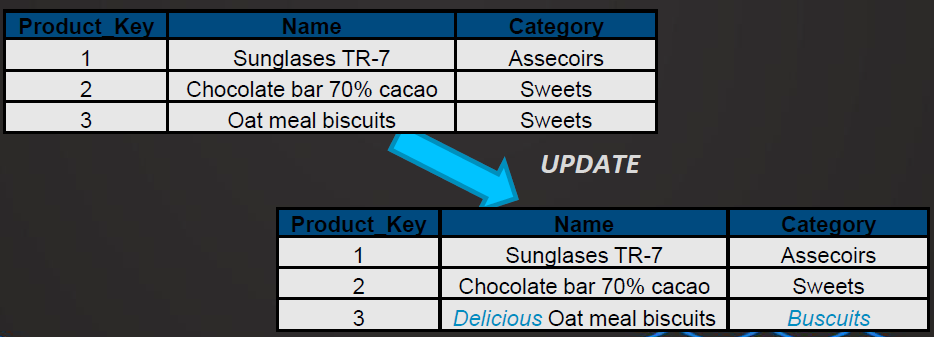 Product_Key Name Category
1 Sunglases TR-7 Assecoirs
2 Chocolate bar 70% cacao Sweets
3 Oat meal biscuits Sweets
UPDATE
Product_Key Name Category
1 Sunglases TR-7 Assecoirs
2 Chocolate bar 70% cacao Sweets
3 Delicious Oat meal biscuits Buscuits